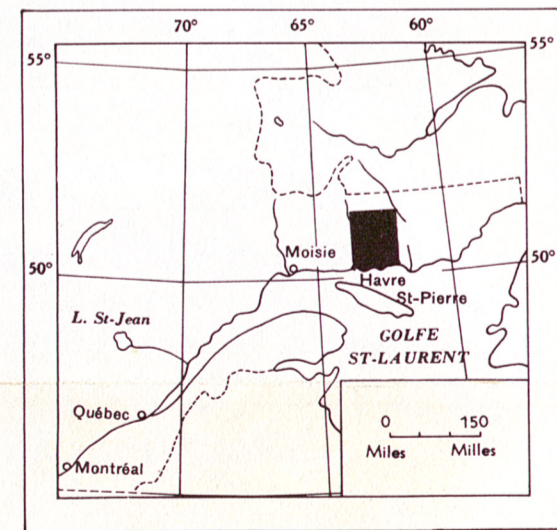 70° 65° 60°
55° 55°
Moisie
50° 50°
Havre
St-Pierre
L. St-Jean
GOLFE
ST-LAURENT
Québec
0 150
Miles Milles
Montréal